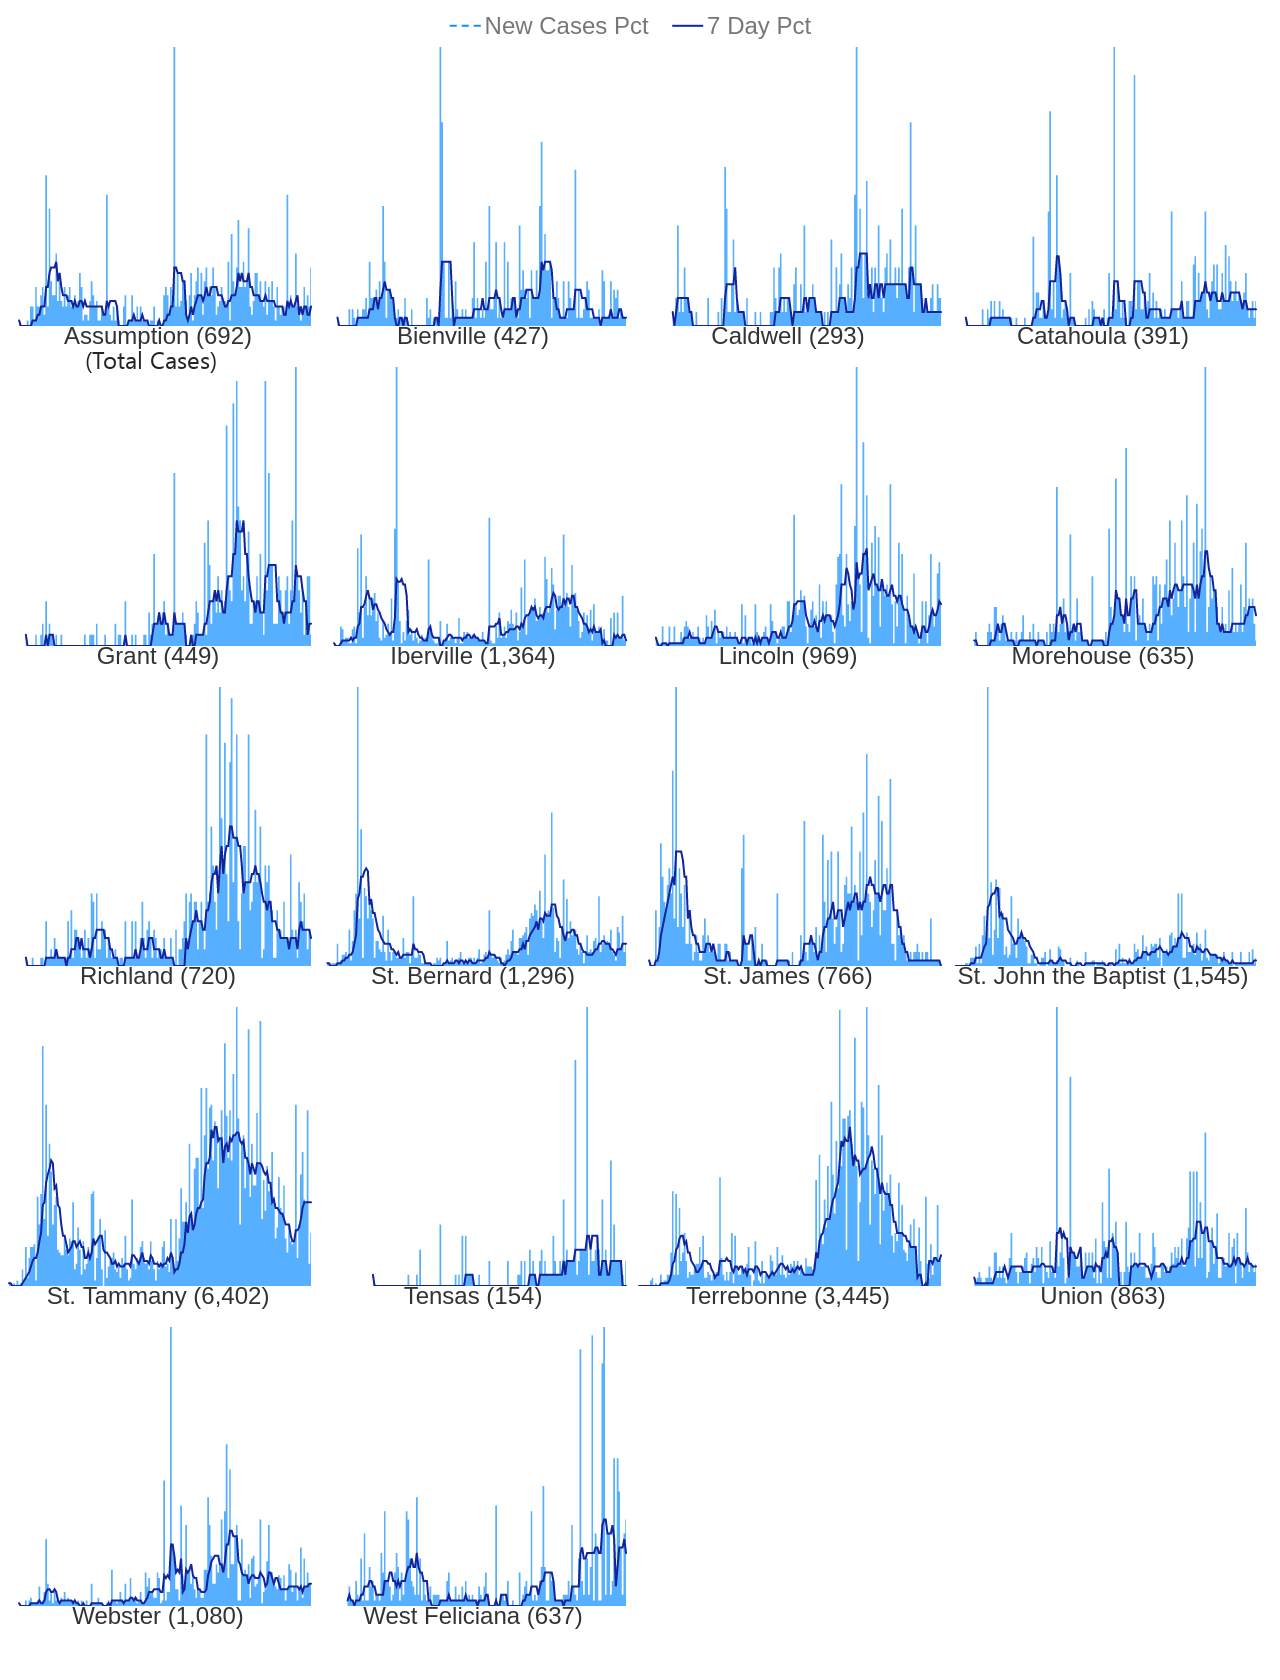 New Cases Pct 7 Day Pct
Assumption (692) Bienville (427) Caldwell (293) Catahoula (391)
(Total Cases)
Grant (449) Iberville (1,364) Lincoln (969) Morehouse (635)
Richland (720) St. Bernard (1,296) St. James (766) St. John the Baptist (1,545)
St. Tammany (6,402) Tensas (154) Terrebonne (3,445) Union (863)
Webster (1,080) West Feliciana (637)